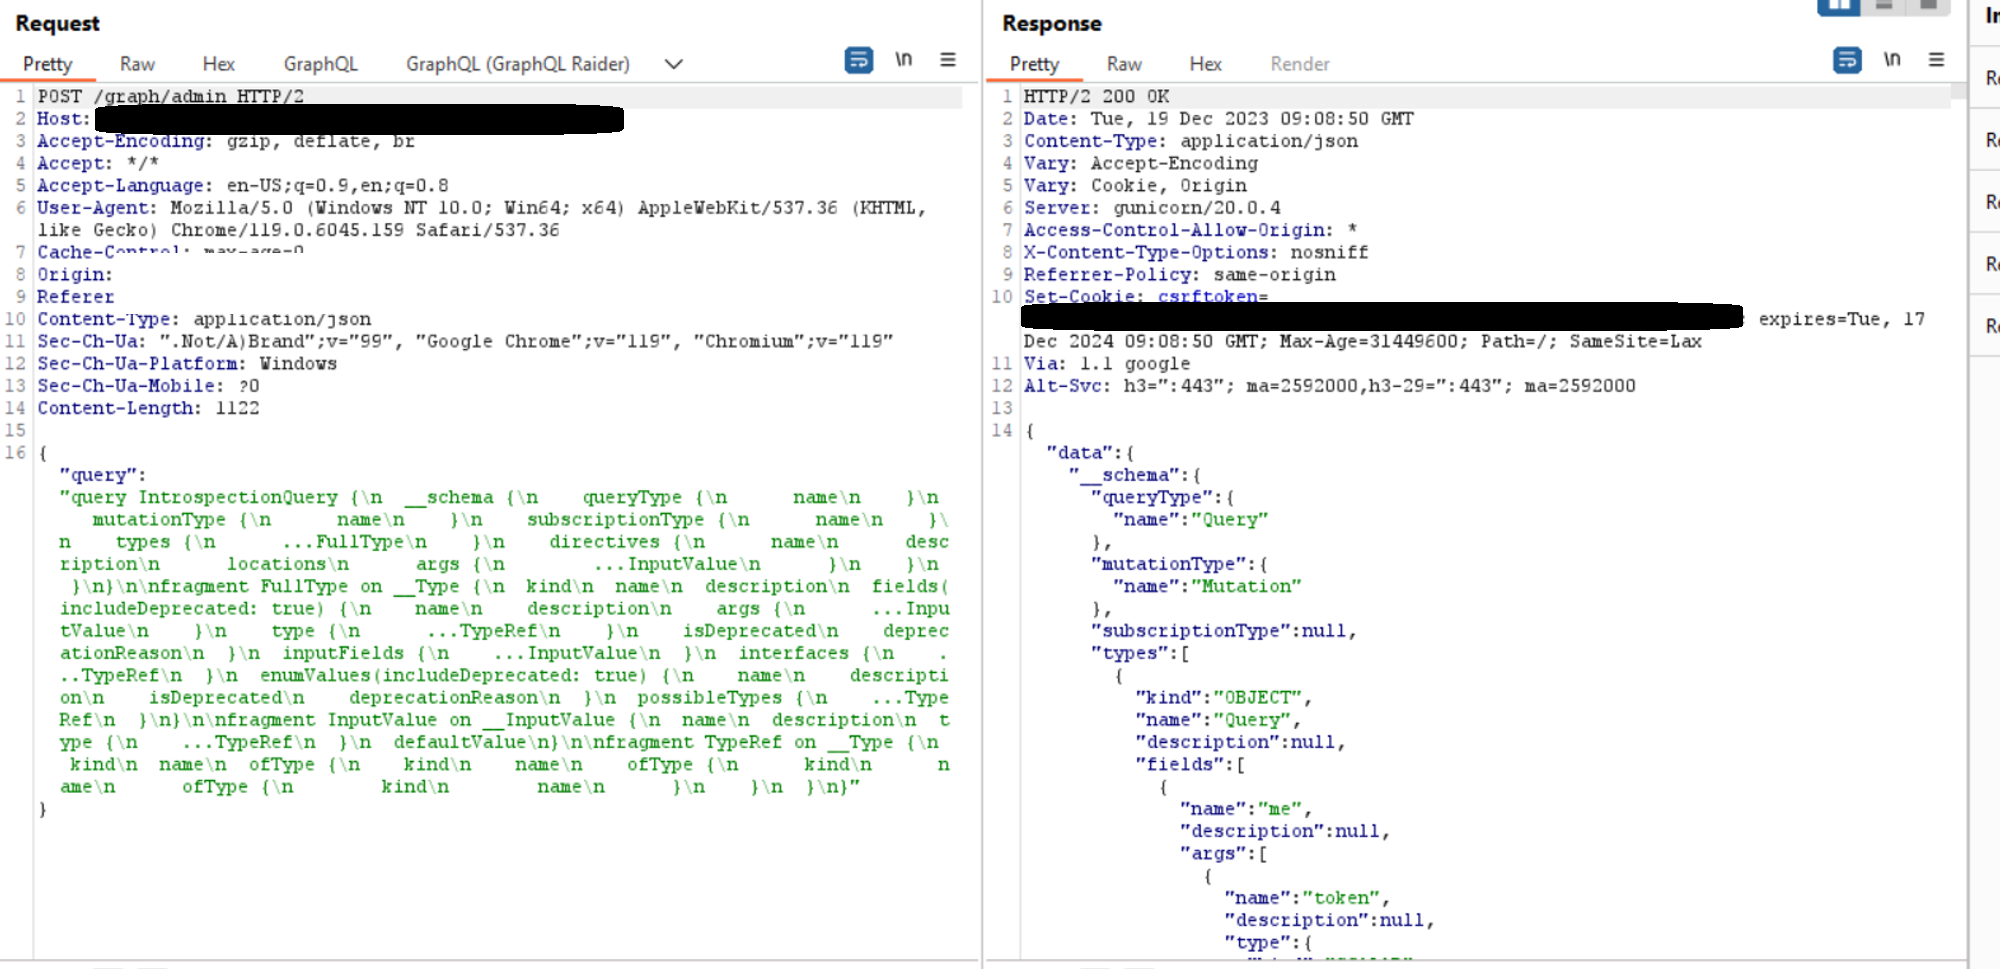 Request
Pretty Raw Hex GraphQL GraphQL (GraphQL Raider) \n
1 POST /graph/admin HTTP/2
2 Host:
3 Accept-Encoding: gzip, deflate, br
4 Accept: */*
5 Accept-Language: en-US;q=0.9,en;q=0.8
6 User-Agent: Mozilla/5.0 (Windows NT 10.0; Win64; x64) AppleWebKit/537.36 (KHTML,
like Gecko) Chrome/119.0.6045.159 Safari/537.36
7 Cache-Control: max-age=0
8 Origin:
9 Referer
10 Content-Type: application/json
11 Sec-Ch-Ua: ".Not/A)Brand";v="99", "Google Chrome";v="119", "Chromium";v="119"
12 Sec-Ch-Ua-Platform: Windows
13 Sec-Ch-Ua-Mobile: ?0
14 Content-Length: 1122
15
16 {
"query":
"query IntrospectionQuery {\n __schema {\n queryType {\n name\n }\n
mutationType {\n name\n }\n subscriptionType {\n name\n }\
n types {\n ...FullType\n }\n directives {\n name\n desc
ription\n locations\n args {\n ...InputValue\n }\n }\n
}\n}\n\nfragment FullType on __Type {\n kind\n name\n description\n fields(
includeDeprecated: true) {\n name\n description\n args {\n ...Inpu
tValue\n }\n type {\n ...TypeRef\n }\n isDeprecated\n deprec
ationReason\n }\n inputFields {\n ...InputValue\n }\n interfaces {\n .
..TypeRef\n }\n enumValues(includeDeprecated: true) {\n name\n descripti
on\n isDeprecated\n deprecationReason\n }\n possibleTypes {\n ...Type
Ref\n }\n}\n\nfragment InputValue on __InputValue {\n name\n description\n t
ype {\n ...TypeRef\n }\n defaultValue\n}\n\nfragment TypeRef on __Type {\n
kind\n name\n ofType {\n kind\n name\n ofType {\n kind\n n
ame\n ofType {\n kind\n name\n }\n }\n }\n}"
}
Response
Pretty Raw Hex Render \n
1 HTTP/2 200 OK
2 Date: Tue, 19 Dec 2023 09:08:50 GMT
3 Content-Type: application/json
4 Vary: Accept-Encoding
5 Vary: Cookie, Origin
6 Server: gunicorn/20.0.4
7 Access-Control-Allow-Origin: *
8 X-Content-Type-Options: nosniff
9 Referrer-Policy: same-origin
10 Set-Cookie: csrftoken=
; expires=Tue, 17
Dec 2024 09:08:50 GMT; Max-Age=31449600; Path=/; SameSite=Lax
11 Via: 1.1 google
12 Alt-Svc: h3=":443"; ma=2592000,h3-29=":443"; ma=2592000
13
14 {
"data":{
"__schema":{
"queryType":{
"name":"Query"
},
"mutationType":{
"name":"Mutation"
},
"subscriptionType":null,
"types":[
{
"kind":"OBJECT",
"name":"Query",
"description":null,
"fields":[
{
"name":"me",
"description":null,
"args":[
{
"name":"token",
"description":null,
"type":{